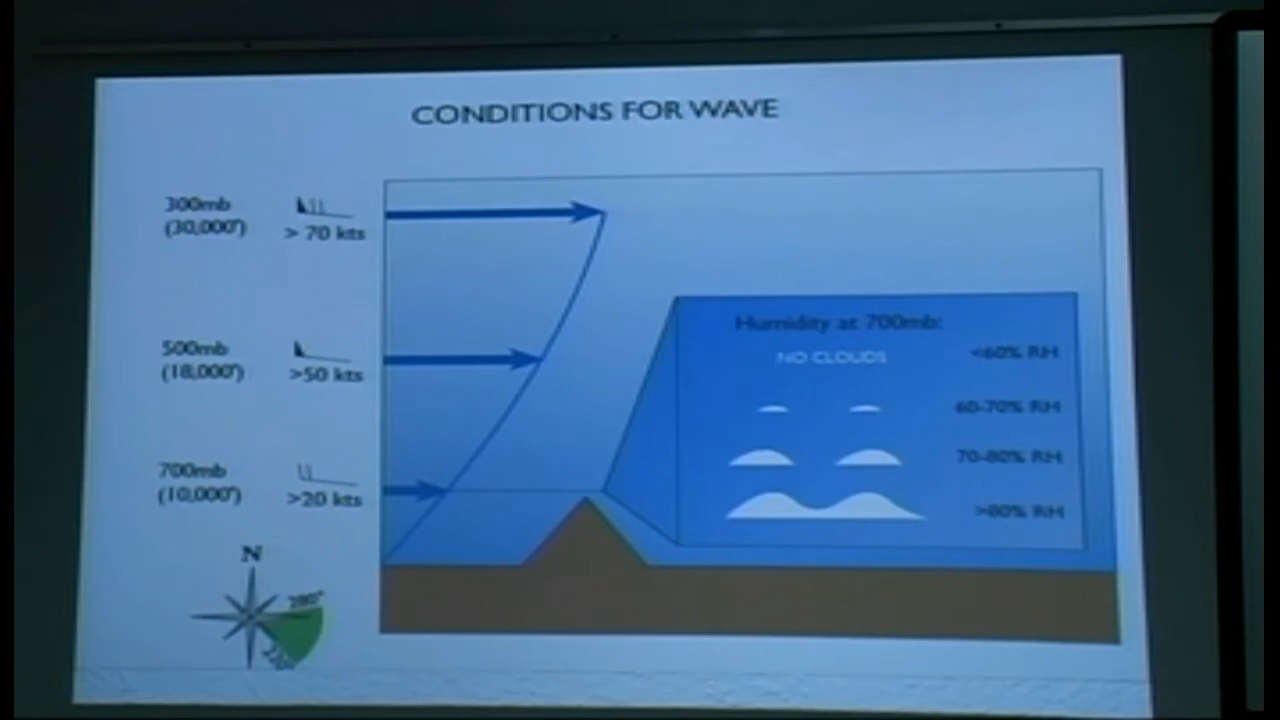 CONDITIONS FOR WAVE
300mb
(30,000')
> 70 kts
500mb
(18,000')
>50 kts
700mb
(10,000')
>20 kts
Humidity at 700mb:
NO CLOUDS <60% RH
60-70% RH
70-80% RH
>80% RH
N
280°